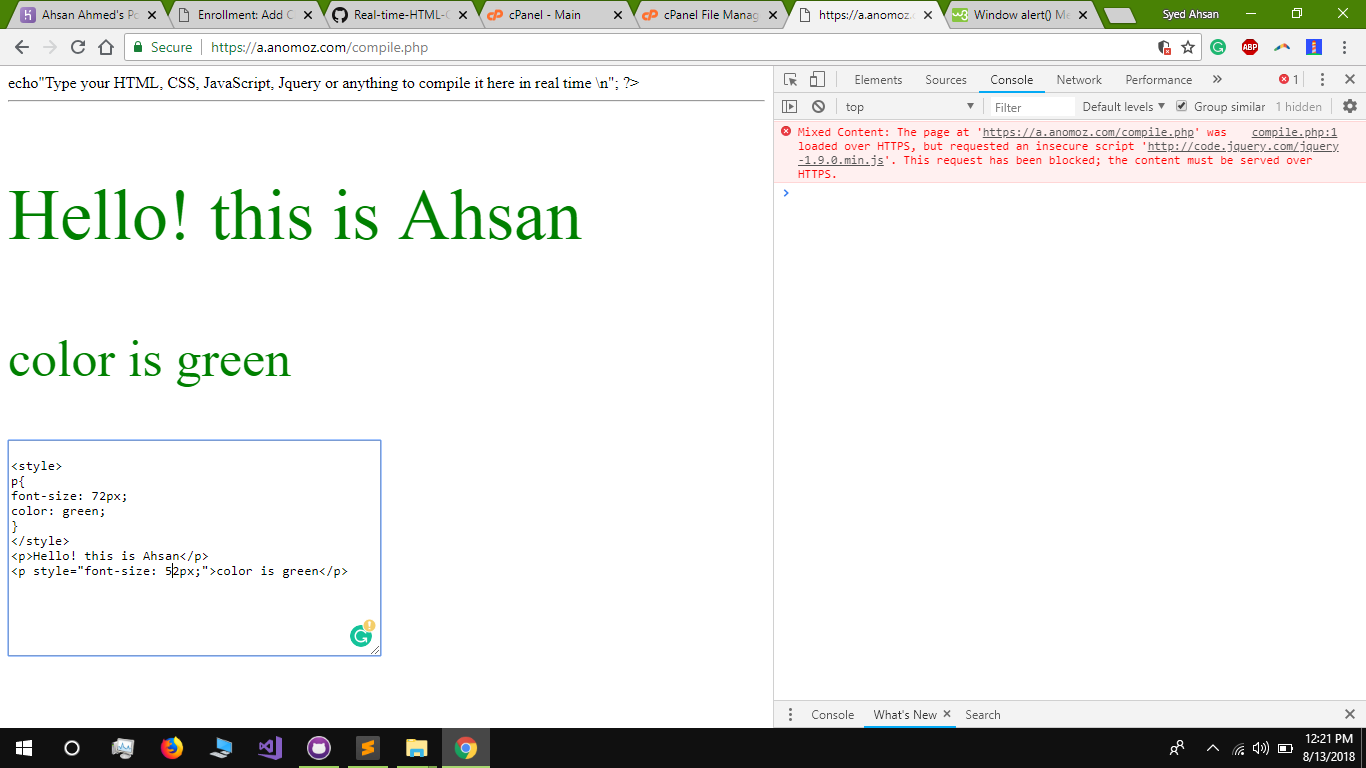 Ahsan Ahmed's Po
Enrollment: Add C
Real-time-HTML-C
cPanel - Main
cPanel File Manag
https://a.anomoz.c
Window alert() Me
Syed Ahsan
Secure
https://a.anomoz.com/compile.php
ABP
echo"Type your HTML, CSS, JavaScript, Jquery or anything to compile it here in real time \n"; ?>
Hello! this is Ahsan
color is green
<style>
p{
font-size: 72px;
color: green;
}
</style>
<p>Hello! this is Ahsan</p>
<p style="font-size: 52px;">color is green</p>
Elements Sources Console Network Performance » 1
top Filter Default levels Group similar 1 hidden
Mixed Content: The page at 'https://a.anomoz.com/compile.php' was compile.php:1
loaded over HTTPS, but requested an insecure script 'http://code.jquery.com/jquery
-1.9.0.min.js'. This request has been blocked; the content must be served over
HTTPS.
Console What's New Search
12:21 PM
8/13/2018